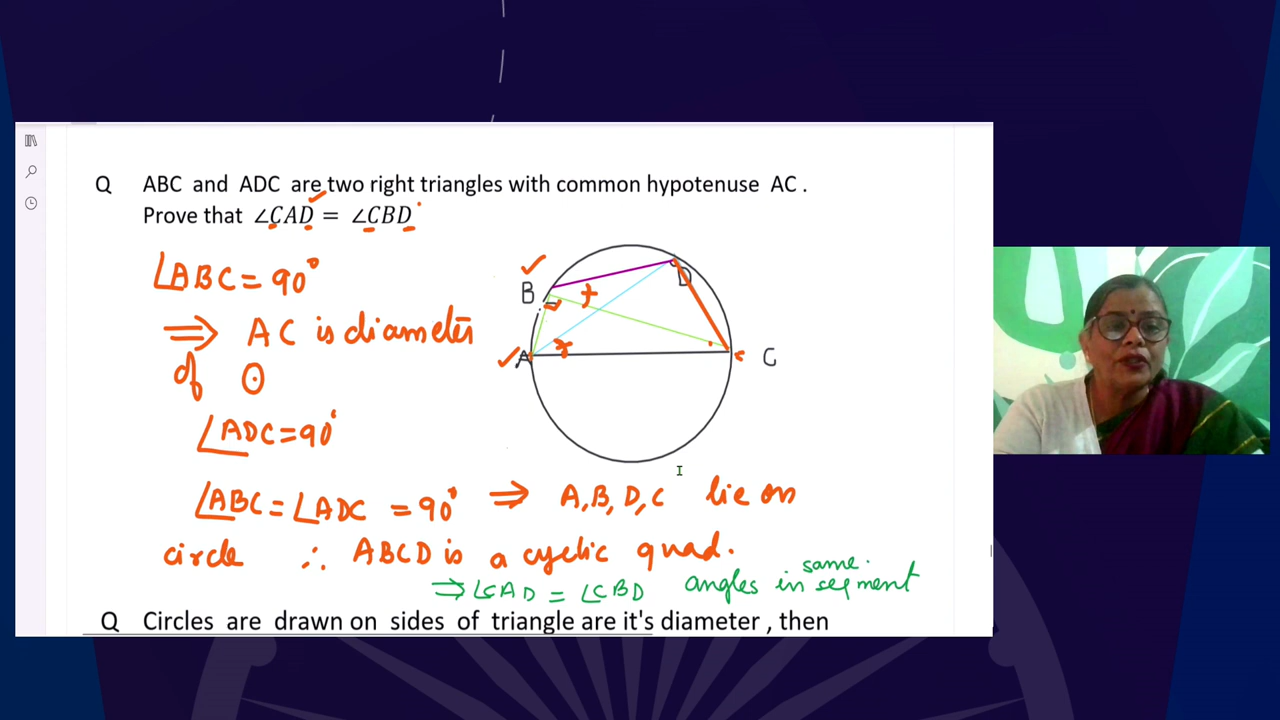 Q ABC and ADC are two right triangles with common hypotenuse AC .
Prove that ∠CAD = ∠CBD
∠ABC = 90°
⇒ AC is diameter
of ⊙
∠ADC = 90°
∠ABC = ∠ADC = 90° ⇒ A, B, D, C lie on
circle ∴ ABCD is a cyclic quad.
⇒ ∠CAD = ∠CBD angles in same segment
B
D
A
C
Q Circles are drawn on sides of triangle are it's diameter , then